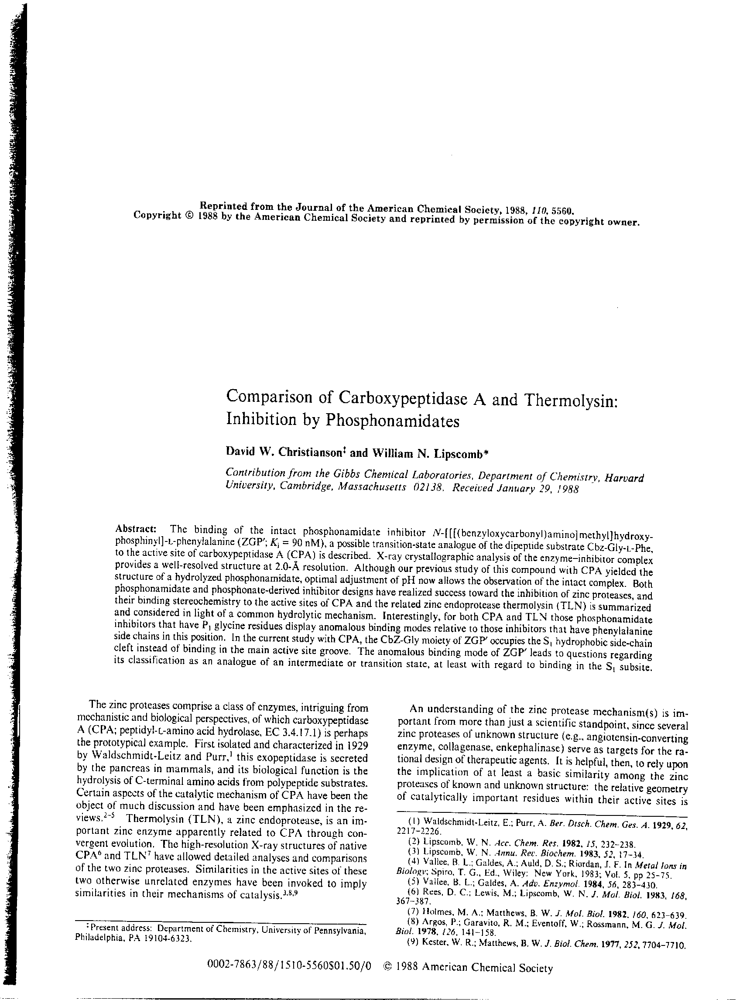 Reprinted from the Journal of the American Chemical Society, 1988, 110, 5560.
Copyright © 1988 by the American Chemical Society and reprinted by permission of the copyright owner.
Comparison of Carboxypeptidase A and Thermolysin:
Inhibition by Phosphonamidates
David W. Christianson‡ and William N. Lipscomb*
Contribution from the Gibbs Chemical Laboratories, Department of Chemistry, Harvard
University, Cambridge, Massachusetts 02138. Received January 29, 1988
Abstract: The binding of the intact phosphonamidate inhibitor N-[[[(benzyloxycarbonyl)amino]methyl]hydroxy-
phosphinyl]-L-phenylalanine (ZGP′; Ki = 90 nM), a possible transition-state analogue of the dipeptide substrate Cbz-Gly-L-Phe,
to the active site of carboxypeptidase A (CPA) is described. X-ray crystallographic analysis of the enzyme–inhibitor complex
provides a well-resolved structure at 2.0-Å resolution. Although our previous study of this compound with CPA yielded the
structure of a hydrolyzed phosphonamidate, optimal adjustment of pH now allows the observation of the intact complex. Both
phosphonamidate and phosphonate-derived inhibitor designs have realized success toward the inhibition of zinc proteases, and
their binding stereochemistry to the active sites of CPA and the related zinc endoprotease thermolysin (TLN) is summarized
and considered in light of a common hydrolytic mechanism. Interestingly, for both CPA and TLN those phosphonamidate
inhibitors that have P1 glycine residues display anomalous binding modes relative to those inhibitors that have phenylalanine
side chains in this position. In the current study with CPA, the CbZ-Gly moiety of ZGP′ occupies the S1 hydrophobic side-chain
cleft instead of binding in the main active site groove. The anomalous binding mode of ZGP′ leads to questions regarding
its classification as an analogue of an intermediate or transition state, at least with regard to binding in the S1 subsite.
The zinc proteases comprise a class of enzymes, intriguing from
mechanistic and biological perspectives, of which carboxypeptidase
A (CPA; peptidyl-L-amino acid hydrolase, EC 3.4.17.1) is perhaps
the prototypical example. First isolated and characterized in 1929
by Waldschmidt-Leitz and Purr,1 this exopeptidase is secreted
by the pancreas in mammals, and its biological function is the
hydrolysis of C-terminal amino acids from polypeptide substrates.
Certain aspects of the catalytic mechanism of CPA have been the
object of much discussion and have been emphasized in the re-
views.2-5 Thermolysin (TLN), a zinc endoprotease, is an im-
portant zinc enzyme apparently related to CPA through con-
vergent evolution. The high-resolution X-ray structures of native
CPA6 and TLN7 have allowed detailed analyses and comparisons
of the two zinc proteases. Similarities in the active sites of these
two otherwise unrelated enzymes have been invoked to imply
similarities in their mechanisms of catalysis.3,8,9
‡Present address: Department of Chemistry, University of Pennsylvania,
Philadelphia, PA 19104-6323.
An understanding of the zinc protease mechanism(s) is im-
portant from more than just a scientific standpoint, since several
zinc proteases of unknown structure (e.g., angiotensin-converting
enzyme, collagenase, enkephalinase) serve as targets for the ra-
tional design of therapeutic agents. It is helpful, then, to rely upon
the implication of at least a basic similarity among the zinc
proteases of known and unknown structure: the relative geometry
of catalytically important residues within their active sites is
(1) Waldschmidt-Leitz, E.; Purr, A. Ber. Dtsch. Chem. Ges. A. 1929, 62,
2217-2226.
(2) Lipscomb, W. N. Acc. Chem. Res. 1982, 15, 232-238.
(3) Lipscomb, W. N. Annu. Rec. Biochem. 1983, 52, 17-34.
(4) Vallee, B. L.; Galdes, A.; Auld, D. S.; Riordan, J. F. In Metal Ions in
Biology; Spiro, T. G., Ed., Wiley: New York, 1983; Vol. 5, pp 25-75.
(5) Vallee, B. L.; Galdes, A. Adv. Enzymol. 1984, 56, 283-430.
(6) Rees, D. C.; Lewis, M.; Lipscomb, W. N. J. Mol. Biol. 1983, 168,
367-387.
(7) Holmes, M. A.; Matthews, B. W. J. Mol. Biol. 1982, 160, 623-639.
(8) Argos, P.; Garavito, R. M.; Eventoff, W.; Rossmann, M. G. J. Mol.
Biol. 1978, 126, 141-158.
(9) Kester, W. R.; Matthews, B. W. J. Biol. Chem. 1977, 252, 7704-7710.
0002-7863/88/1510-5560$01.50/0 © 1988 American Chemical Society